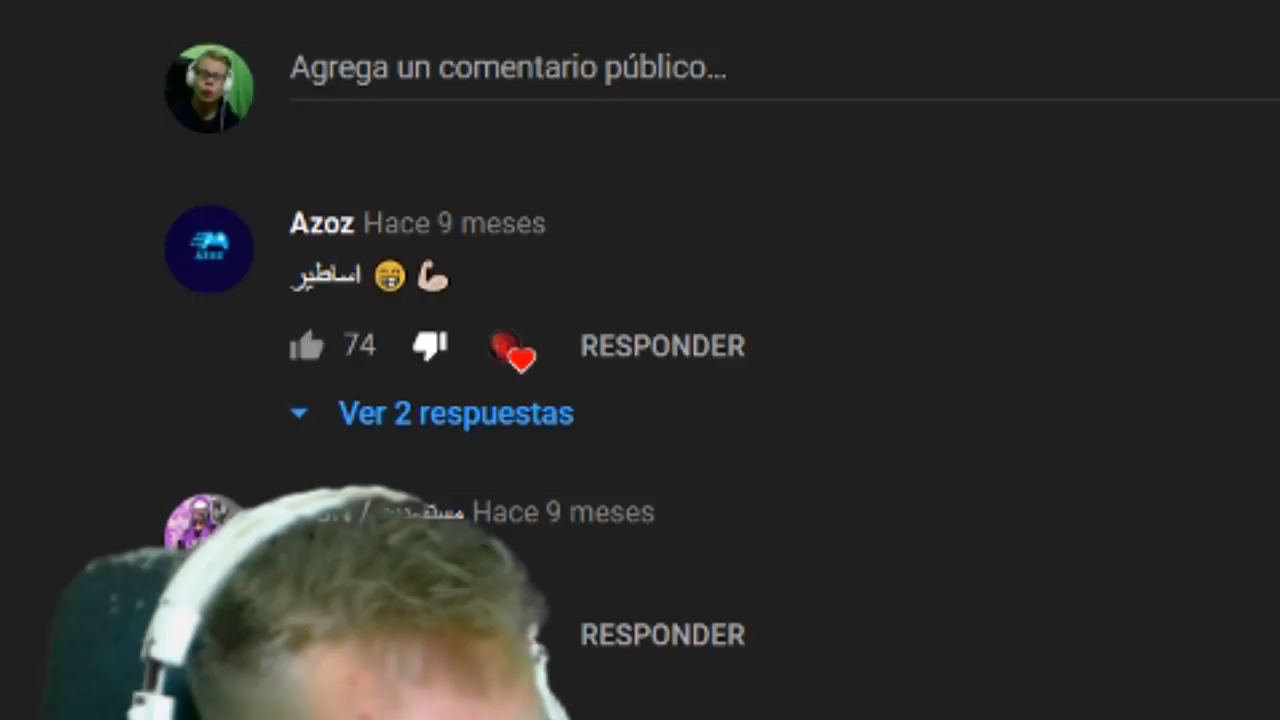 Agrega un comentario público...
Azoz Hace 9 meses
اساطير 😁 💪🏻
74 RESPONDER
Ver 2 respuestas
Hace 9 meses
RESPONDER